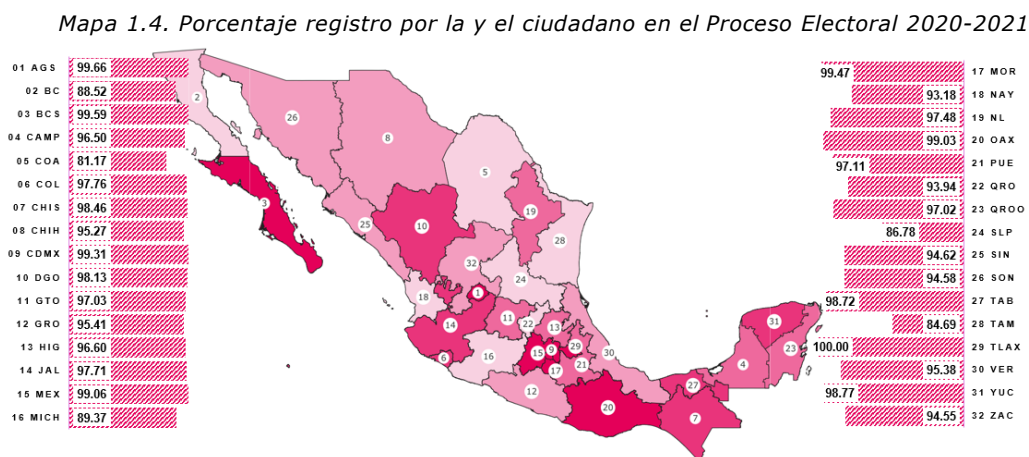 Mapa 1.4. Porcentaje registro por la y el ciudadano en el Proceso Electoral 2020-2021
01 AGS 99.66
02 BC 88.52
03 BCS 99.59
04 CAMP 96.50
05 COA 81.17
06 COL 97.76
07 CHIS 98.46
08 CHIH 95.27
09 CDMX 99.31
10 DGO 98.13
11 GTO 97.03
12 GRO 95.41
13 HIG 96.60
14 JAL 97.71
15 MEX 99.06
16 MICH 89.37
2
26
8
5
3
19
25
10
28
32
24
18
1
31
11
22
13
14
23
15
9
29
30
6
16
21
4
17
27
12
20
7
99.47 17 MOR
93.18 18 NAY
97.48 19 NL
99.03 20 OAX
97.11 21 PUE
93.94 22 QRO
97.02 23 QROO
86.78 24 SLP
94.62 25 SIN
94.58 26 SON
98.72 27 TAB
84.69 28 TAM
100.00 29 TLAX
95.38 30 VER
98.77 31 YUC
94.55 32 ZAC